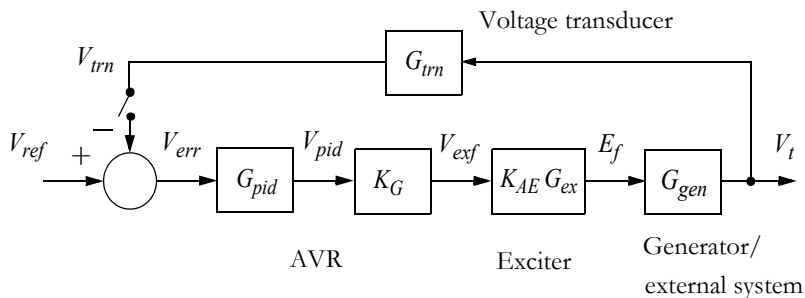 Voltage transducer
V_trn
G_trn
−
V_ref
+
V_err
G_pid
V_pid
K_G
V_exf
K_AE G_ex
E_f
G_gen
V_t
AVR
Exciter
Generator/
external system